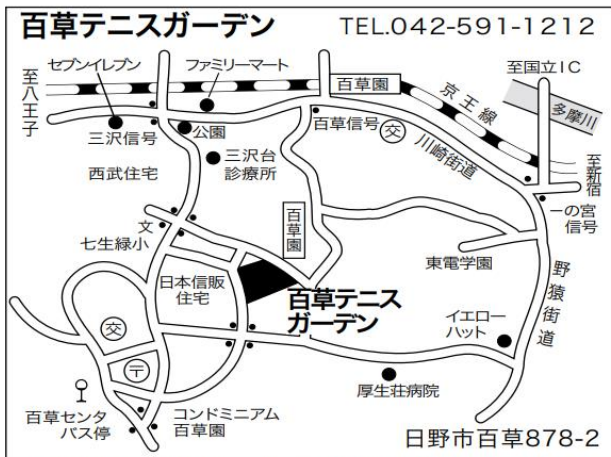 百草テニスガーデン
TEL.042-591-1212
セブンイレブン
ファミリーマート
至八王子
百草園
京王線
至国立IC
多摩川
三沢信号
公園
百草信号
交
川崎街道
至新宿
三沢台
診療所
西武住宅
百草園
一の宮
信号
文
七生緑小
東電学園
日本信販
住宅
百草テニス
ガーデン
野猿街道
イエロー
ハット
交
〒
厚生荘病院
百草センタ
バス停
コンドミニアム
百草園
日野市百草878-2